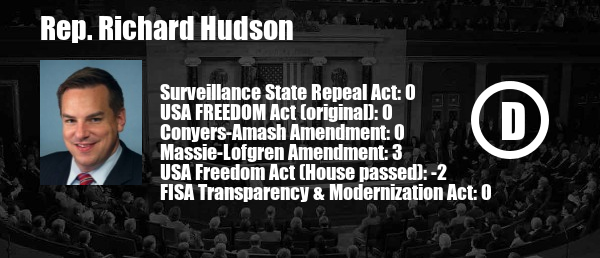 Rep. Richard Hudson
Surveillance State Repeal Act: 0
USA FREEDOM Act (original): 0
Conyers-Amash Amendment: 0
Massie-Lofgren Amendment: 3
USA Freedom Act (House passed): -2
FISA Transparency & Modernization Act: 0
D